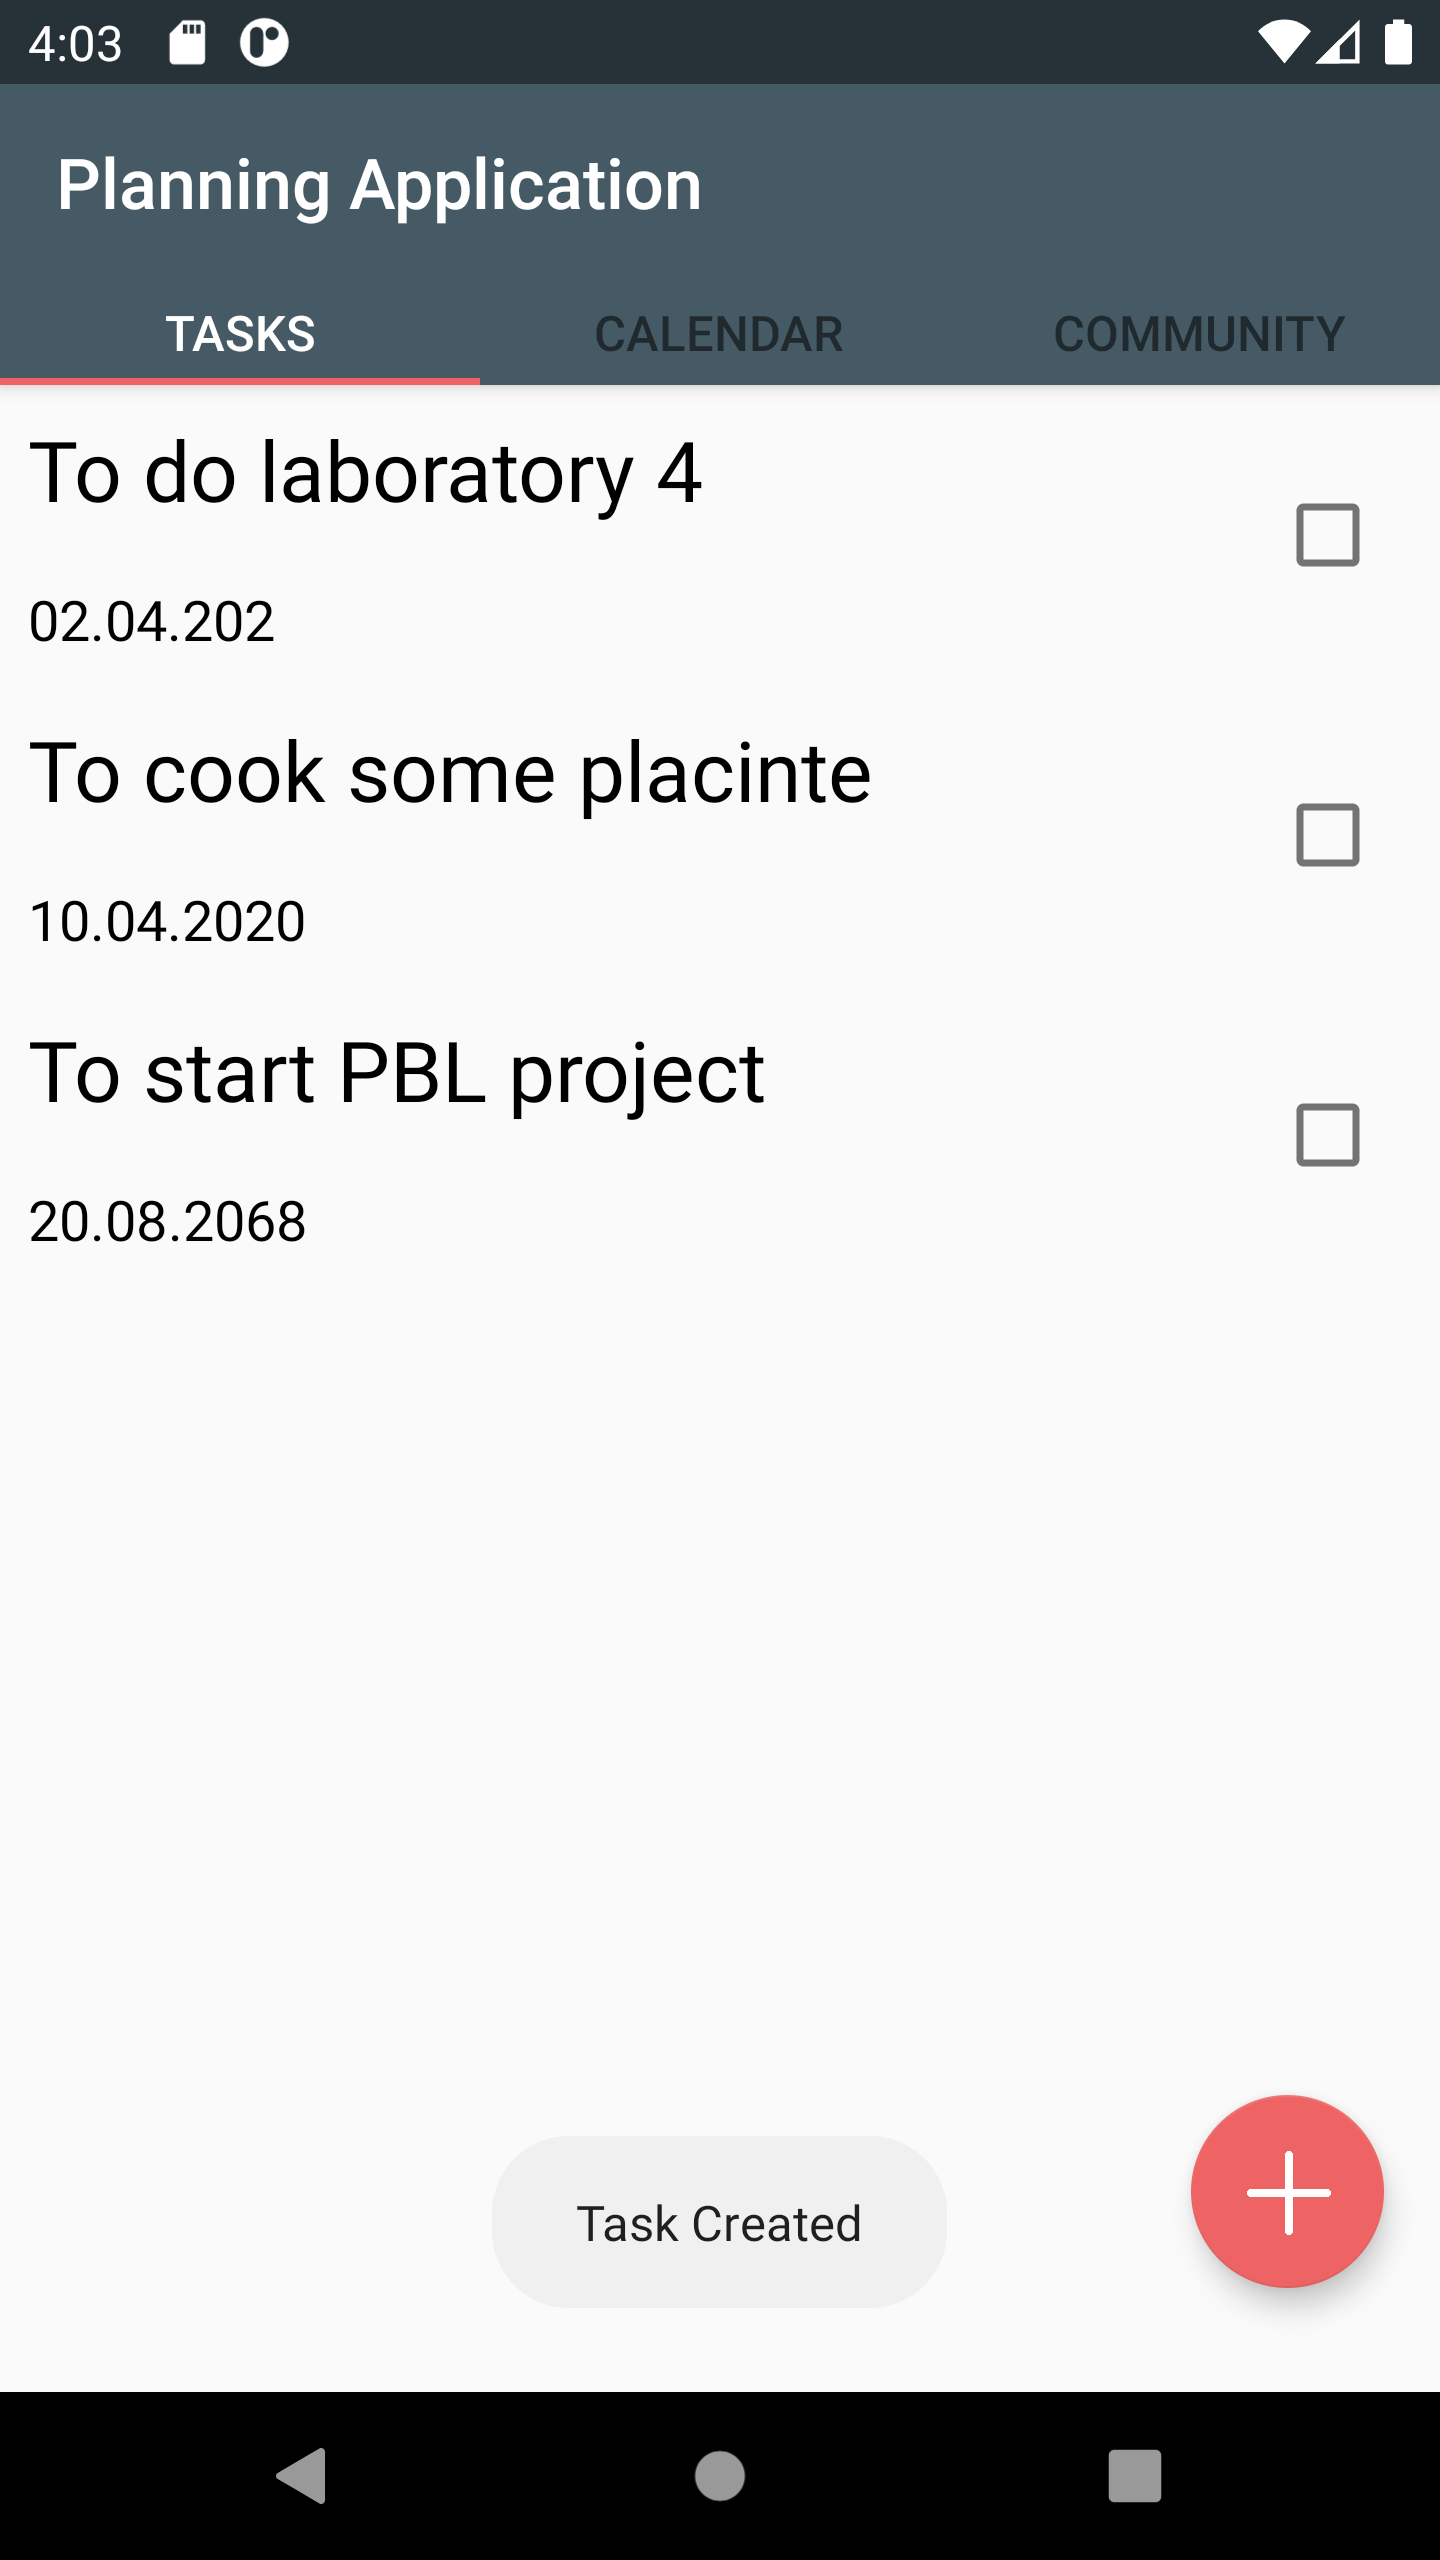 4:03
Planning Application
TASKS CALENDAR COMMUNITY
To do laboratory 4
02.04.202
To cook some placinte
10.04.2020
To start PBL project
20.08.2068
Task Created